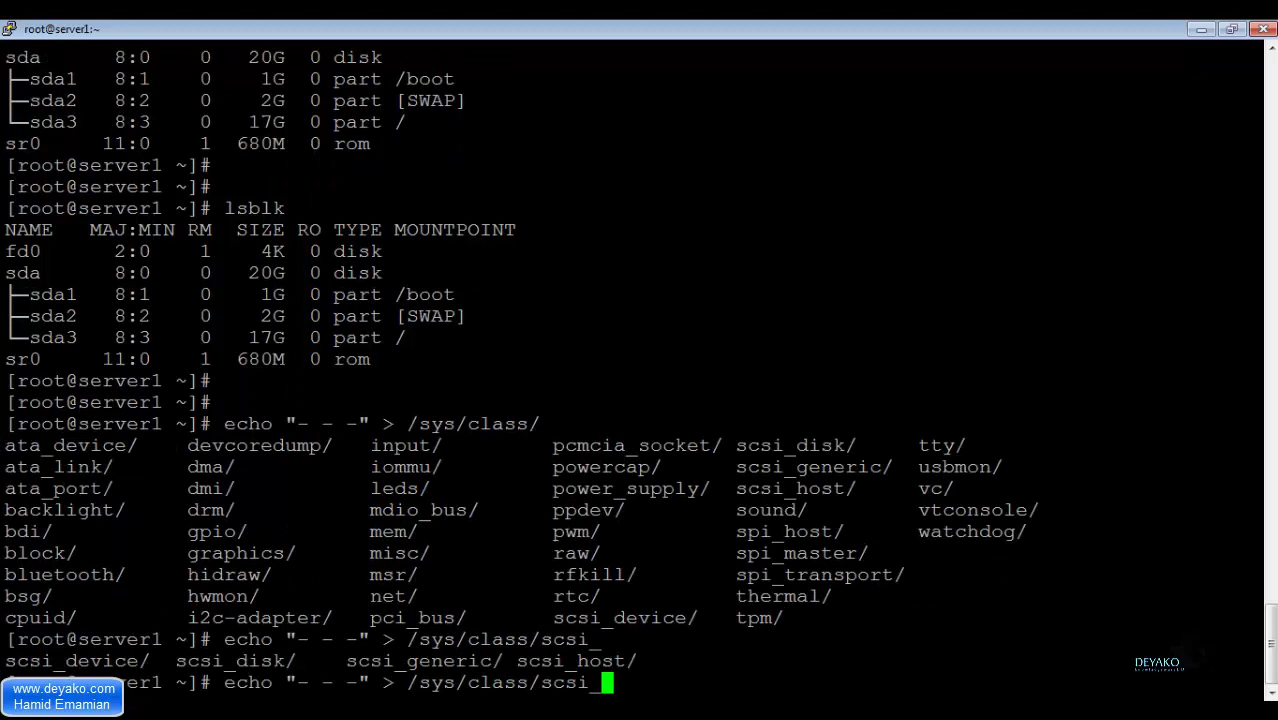 root@server1:~
sda 8:0 0 20G 0 disk
├─sda1 8:1 0 1G 0 part /boot
├─sda2 8:2 0 2G 0 part [SWAP]
└─sda3 8:3 0 17G 0 part /
sr0 11:0 1 680M 0 rom
[root@server1 ~]#
[root@server1 ~]#
[root@server1 ~]# lsblk
NAME MAJ:MIN RM SIZE RO TYPE MOUNTPOINT
fd0 2:0 1 4K 0 disk
sda 8:0 0 20G 0 disk
├─sda1 8:1 0 1G 0 part /boot
├─sda2 8:2 0 2G 0 part [SWAP]
└─sda3 8:3 0 17G 0 part /
sr0 11:0 1 680M 0 rom
[root@server1 ~]#
[root@server1 ~]#
[root@server1 ~]# echo "- - -" > /sys/class/
ata_device/ devcoredump/ input/ pcmcia_socket/ scsi_disk/ tty/
ata_link/ dma/ iommu/ powercap/ scsi_generic/ usbmon/
ata_port/ dmi/ leds/ power_supply/ scsi_host/ vc/
backlight/ drm/ mdio_bus/ ppdev/ sound/ vtconsole/
bdi/ gpio/ mem/ pwm/ spi_host/ watchdog/
block/ graphics/ misc/ raw/ spi_master/
bluetooth/ hidraw/ msr/ rfkill/ spi_transport/
bsg/ hwmon/ net/ rtc/ thermal/
cpuid/ i2c-adapter/ pci_bus/ scsi_device/ tpm/
[root@server1 ~]# echo "- - -" > /sys/class/scsi_
scsi_device/ scsi_disk/ scsi_generic/ scsi_host/
server1 ~]# echo "- - -" > /sys/class/scsi_
DEYAKO
www.deyako.com
Hamid Emamian